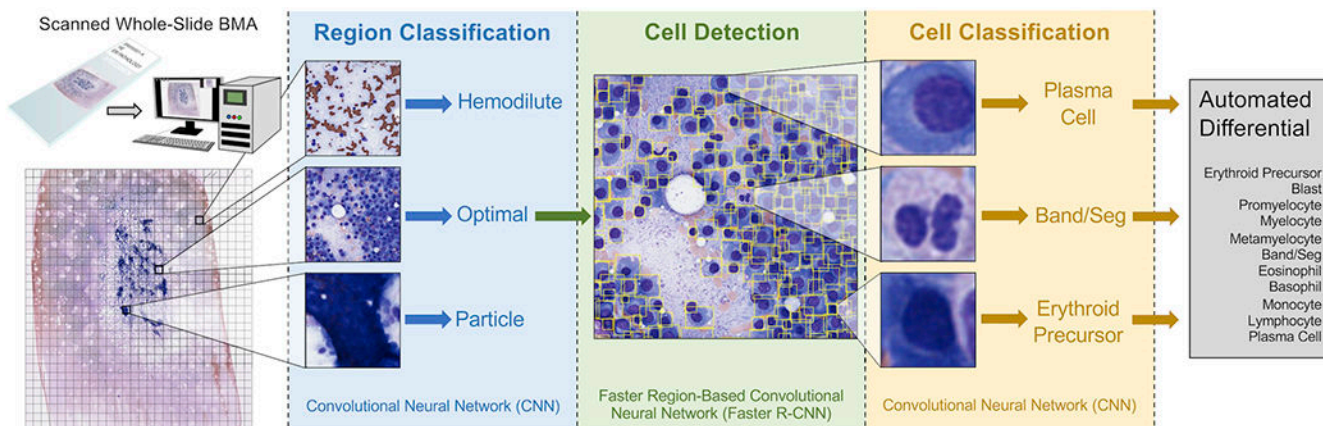 Scanned Whole-Slide BMA
Region Classification
Hemodilute
Optimal
Particle
Convolutional Neural Network (CNN)
Cell Detection
Faster Region-Based Convolutional
Neural Network (Faster R-CNN)
Cell Classification
Plasma
Cell
Band/Seg
Erythroid
Precursor
Convolutional Neural Network (CNN)
Automated
Differential
Erythroid Precursor
Blast
Promyelocyte
Myelocyte
Metamyelocyte
Band/Seg
Eosinophil
Basophil
Monocyte
Lymphocyte
Plasma Cell